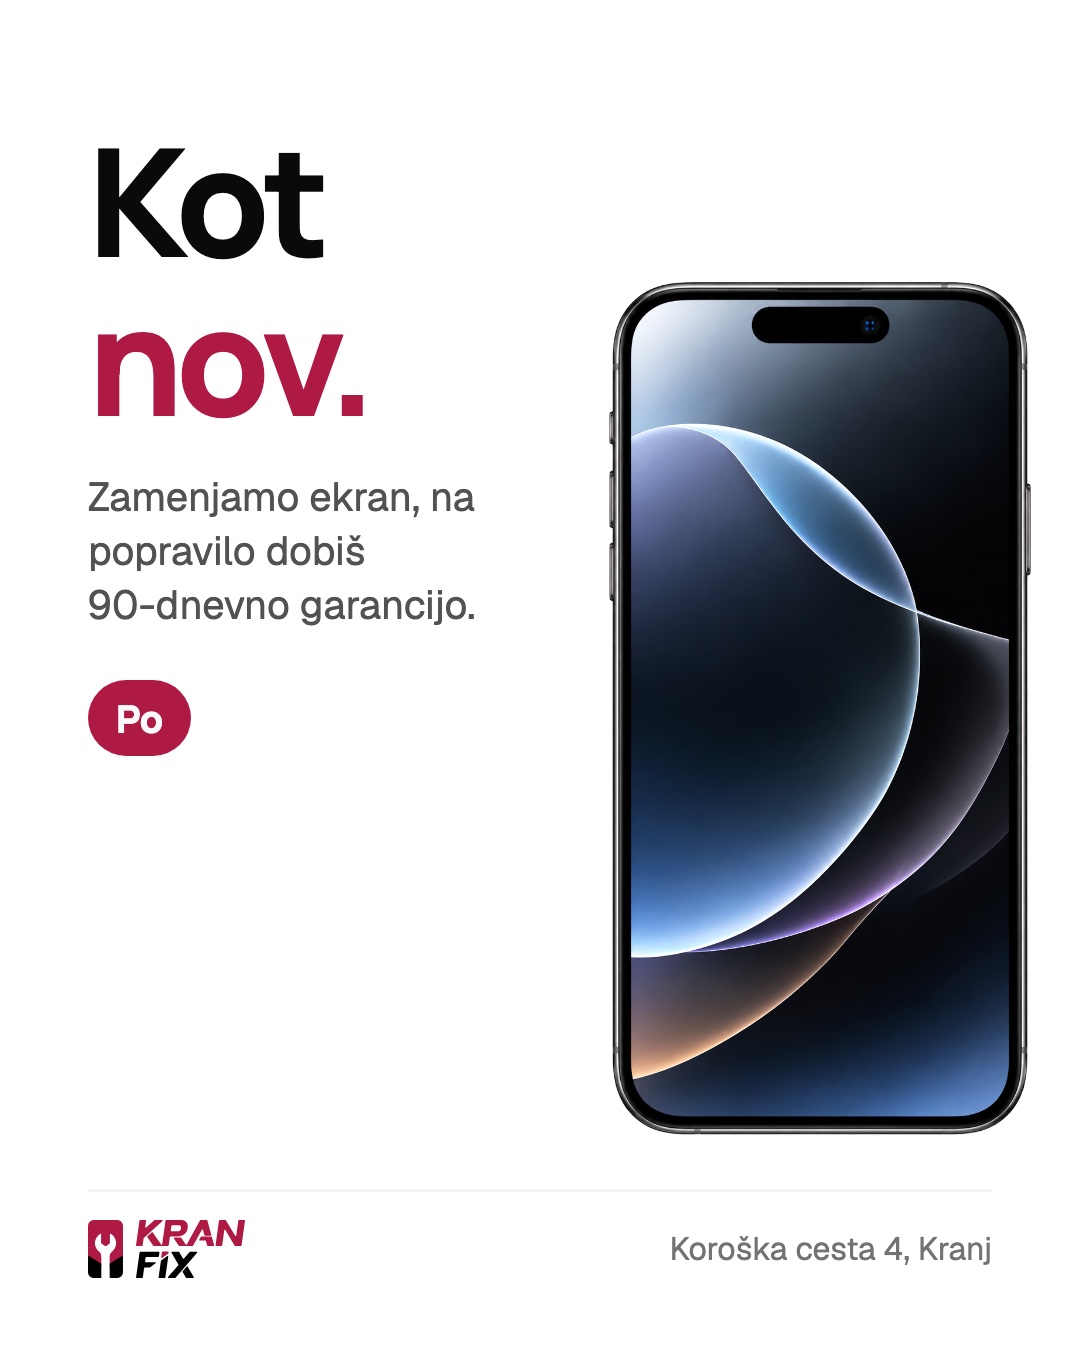 Kot
nov.
Zamenjamo ekran, na
popravilo dobiš
90-dnevno garancijo.
Po
KRAN
FIX
Koroška cesta 4, Kranj